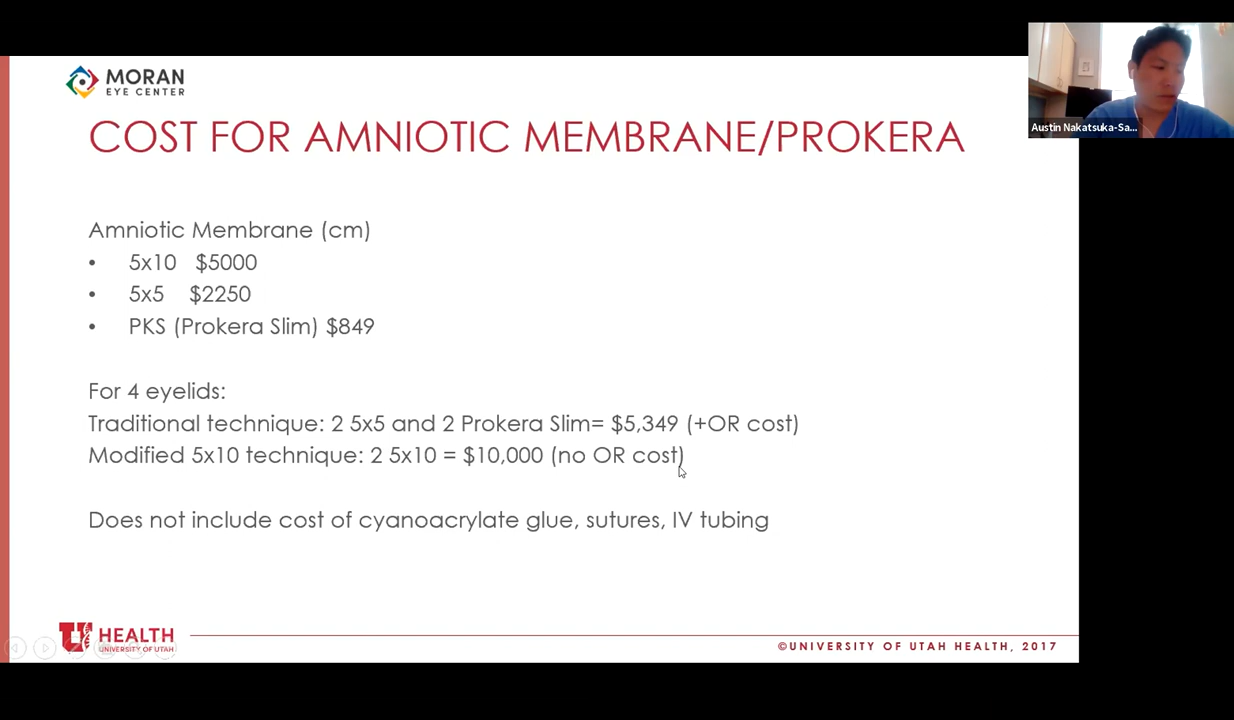 MORAN
EYE CENTER
COST FOR AMNIOTIC MEMBRANE/PROKERA
Austin Nakatsuka-Sa...
Amniotic Membrane (cm)
• 5x10 $5000
• 5x5 $2250
• PKS (Prokera Slim) $849
For 4 eyelids:
Traditional technique: 2 5x5 and 2 Prokera Slim= $5,349 (+OR cost)
Modified 5x10 technique: 2 5x10 = $10,000 (no OR cost)
Does not include cost of cyanoacrylate glue, sutures, IV tubing
U HEALTH
UNIVERSITY OF UTAH
©UNIVERSITY OF UTAH HEALTH, 2017